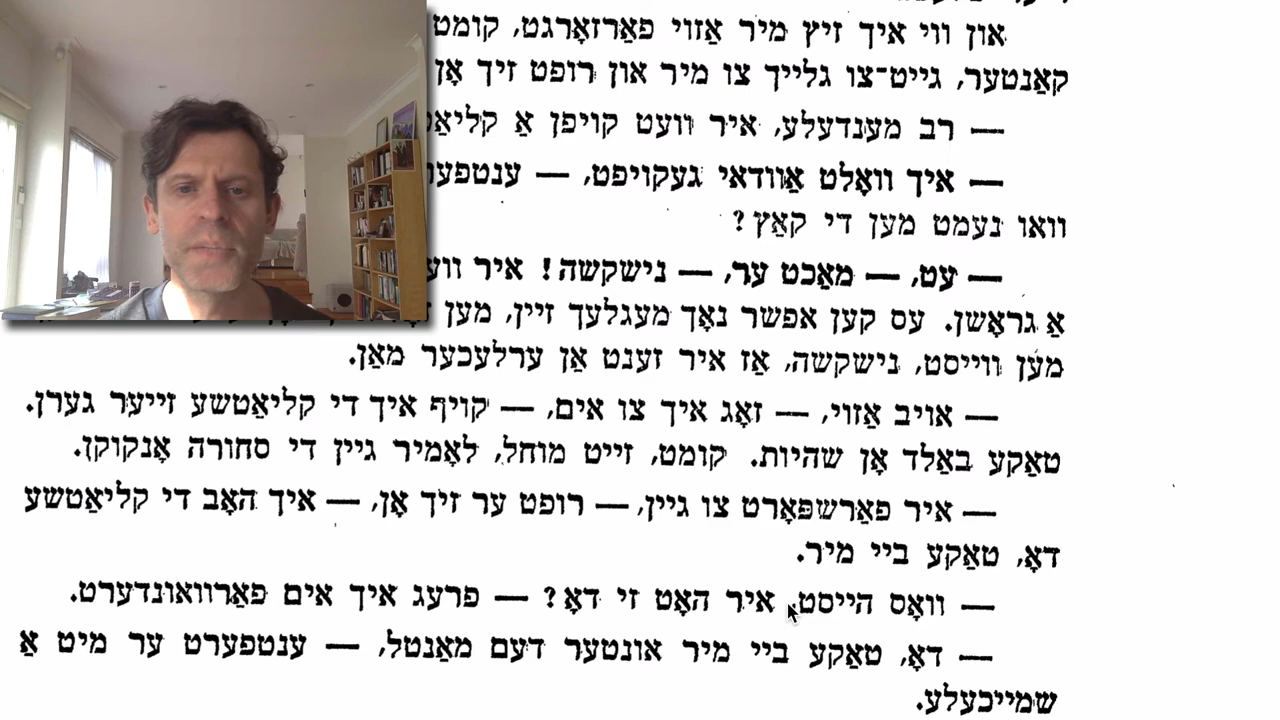 און ווי איך זיץ מיר אַזוי פאַרזאָרגט, קומט
קאַנטער, גייט־צו גלייך צו מיר און רופט זיך אָן
— רב מענדעלע, איר וועט קויפן אַ
— איך וואָלט אַוודאי געקויפט, —
וואו נעמט מען די קאַץ?
— עט, — מאַכט ער, — נישקשה! איר
אַ גראָשן. עס קען אפשר נאָך מעגלעך זיין, מען
מען ווייסט, נישקשה, אַז איר זענט אַן ערלעכער מאַן.
— אויב אַזוי, — זאָג איך צו אים, — קויף איך די קליאַטשע זייער גערן.
טאַקע באַלד אָן שהיות. קומט, זייט מוחל, לאָמיר גיין די סחורה אָנקוקן.
— איר פאַרשפּאָרט צו גיין, — רופט ער זיך אָן, — איך האָב די קליאַטשע
דאָ, טאַקע ביי מיר.
— וואָס הייסט, איר האָט זי דאָ? — פרעג איך אים פאַרוואונדערט.
— דאָ, טאַקע ביי מיר אונטער דעם מאַנטל, — ענטפערט ער מיט אַ
שמייכעלע.